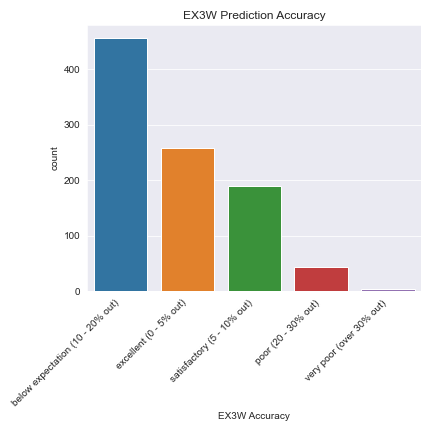 EX3W Prediction Accuracy
400
300
200
100
0
count
below expectation (10 - 20% out)
excellent (0 - 5% out)
satisfactory (5 - 10% out)
poor (20 - 30% out)
very poor (over 30% out)
EX3W Accuracy